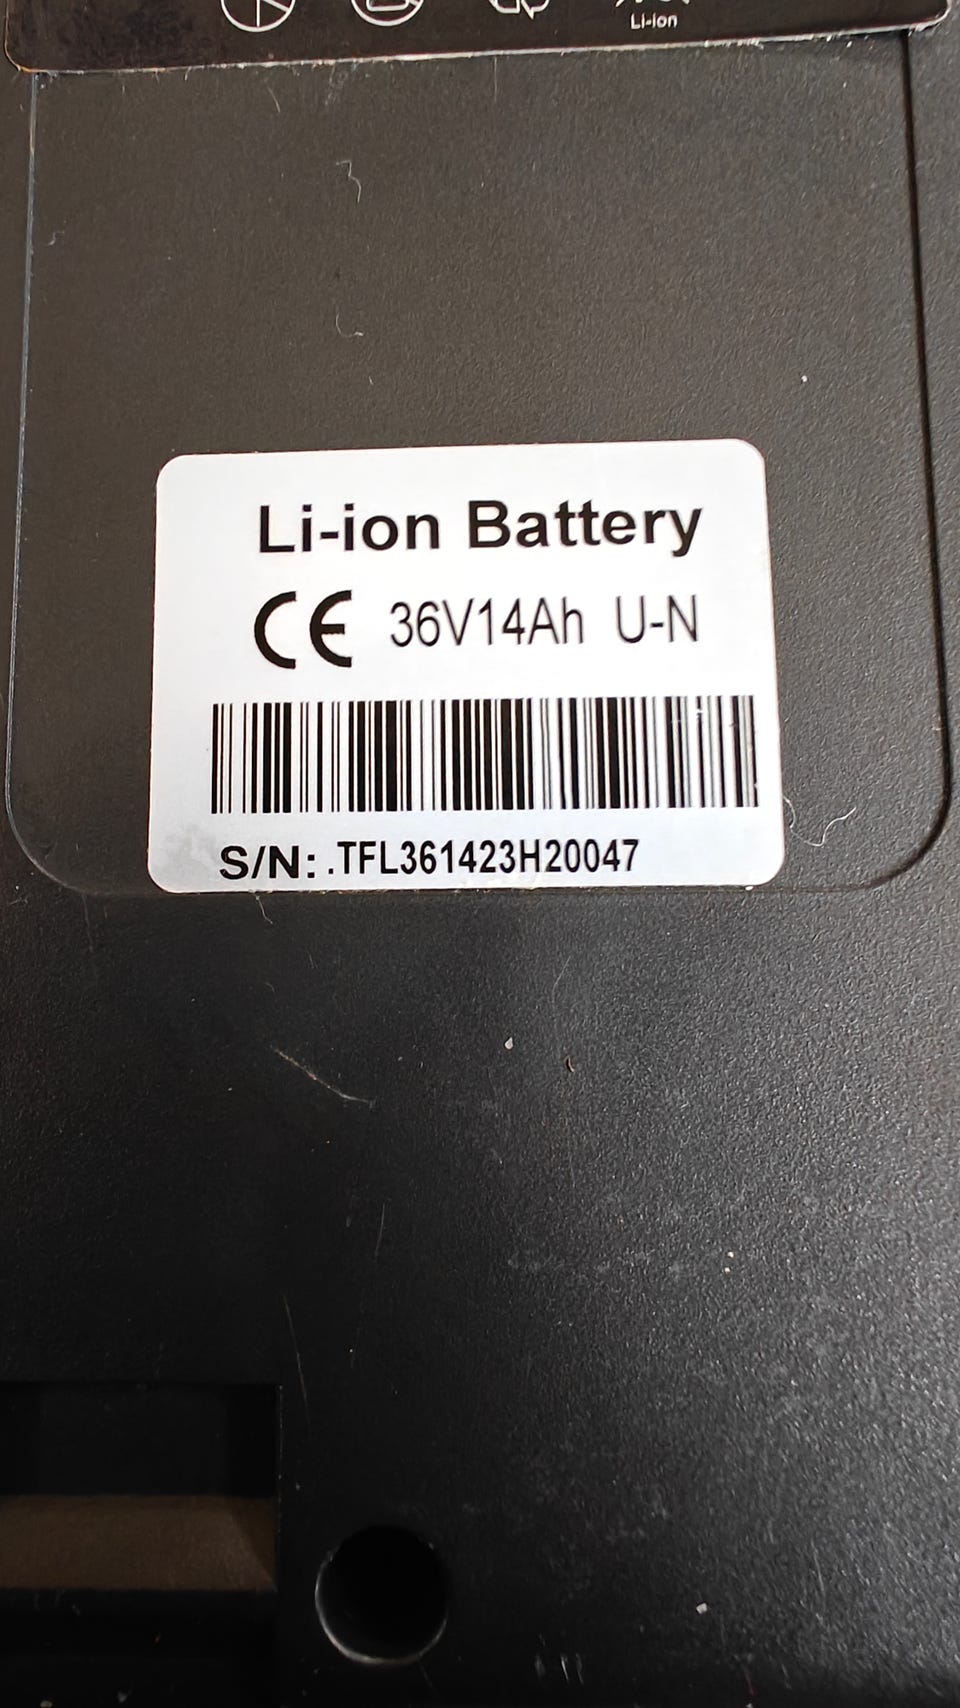 Li-ion
Li-ion Battery
CE 36V14Ah U-N
S/N: .TFL361423H20047